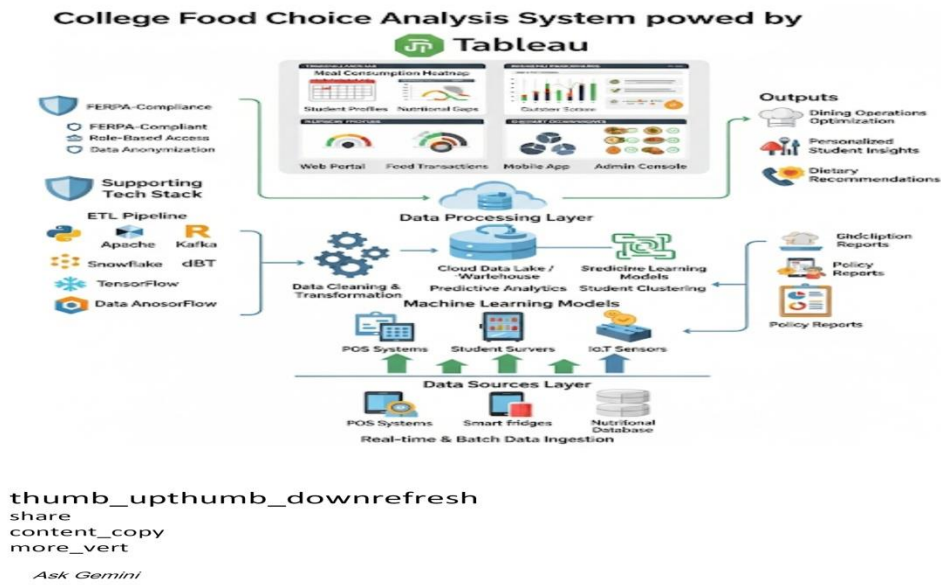 College Food Choice Analysis System powed by
Tableau
Meal Consumption Heatmap
Student Profiles
Nutritional Gaps
Web Portal
Food Transactions
Mobile App
Admin Console
FERPA-Compliance
FERPA-Compliant
Role-Based Access
Data Anonymization
Supporting
Tech Stack
ETL Pipeline
Apache
Kafka
Snowflake
dBT
TensorFlow
Data AnosorFlow
Outputs
Dining Operations
Optimization
Personalized
Student Insights
Dietary
Recommendations
Data Processing Layer
Data Cleaning &
Transformation
Cloud Data Lake /
Predictive Analytics
Learning
Models
Student Clustering
Machine Learning Models
Reports
Policy
Reports
Policy Reports
POS Systems
Student Survers
Sensors
Data Sources Layer
POS Systems
Smart fridges
Nutritional
Database
Real-time & Batch Data Ingestion
thumb_upthumb_downrefresh
share
content_copy
more_vert
Ask Gemini